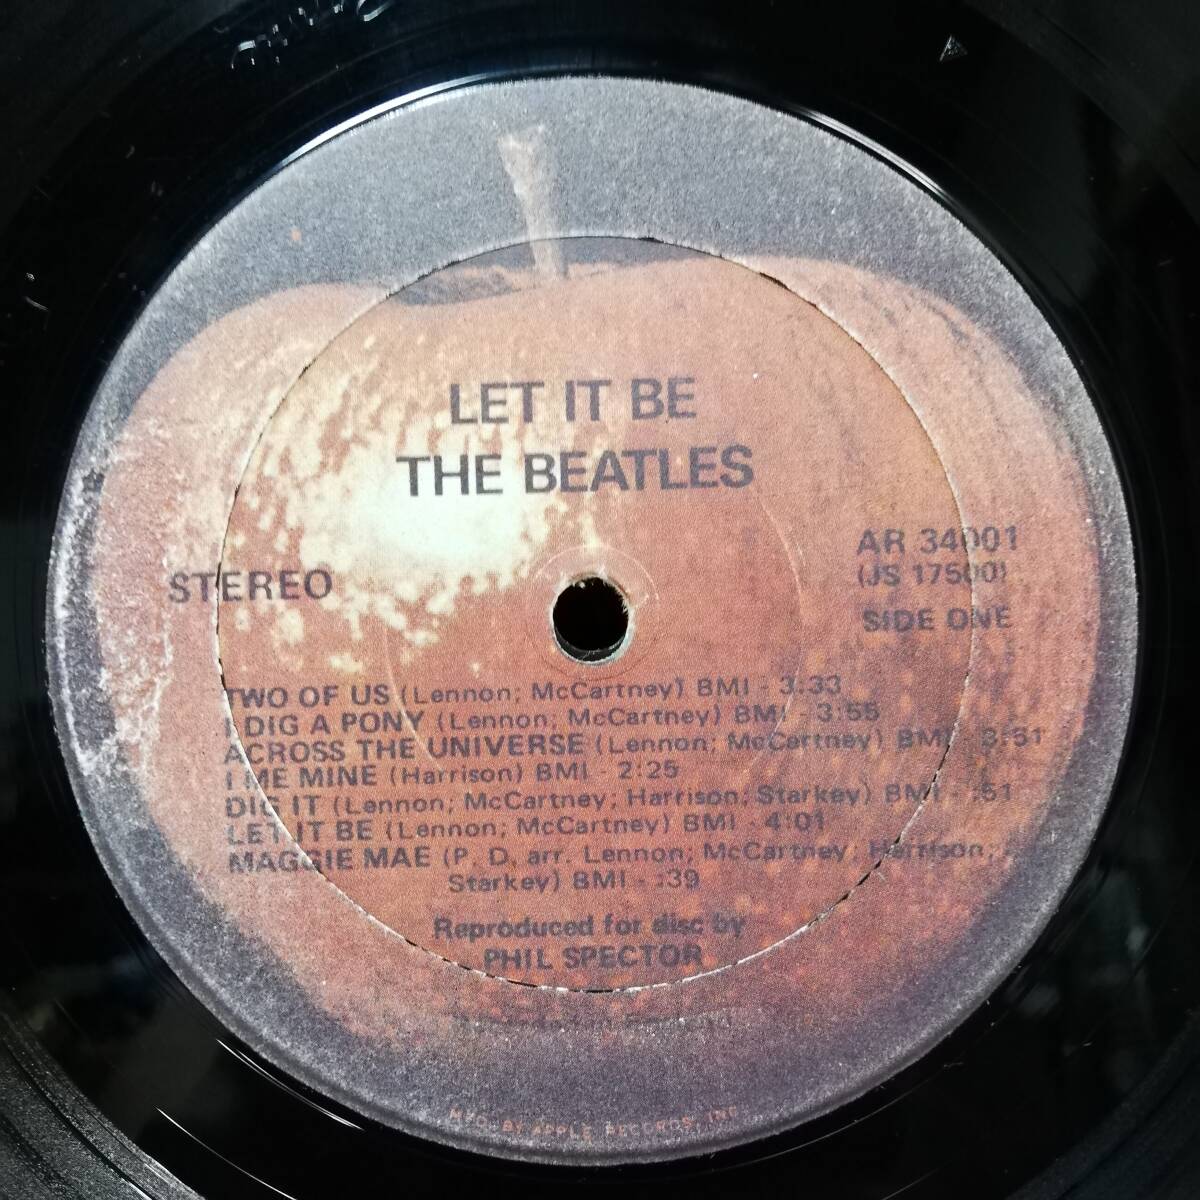 LET IT BE
THE BEATLES
AR 34001
(JS 17500)
STEREO
SIDE ONE
TWO OF US (Lennon; McCartney) BMI - 3:33
I DIG A PONY (Lennon; McCartney) BMI - 3:55
ACROSS THE UNIVERSE (Lennon; McCartney) BMI - 3:51
I ME MINE (Harrison) BMI - 2:25
DIG IT (Lennon; McCartney; Harrison; Starkey) BMI - :51
LET IT BE (Lennon; McCartney) BMI - 4:01
MAGGIE MAE (P. D. arr. Lennon; McCartney; Harrison;
Starkey) BMI - :39
Reproduced for disc by
PHIL SPECTOR
MFD. BY APPLE RECORDS, INC.